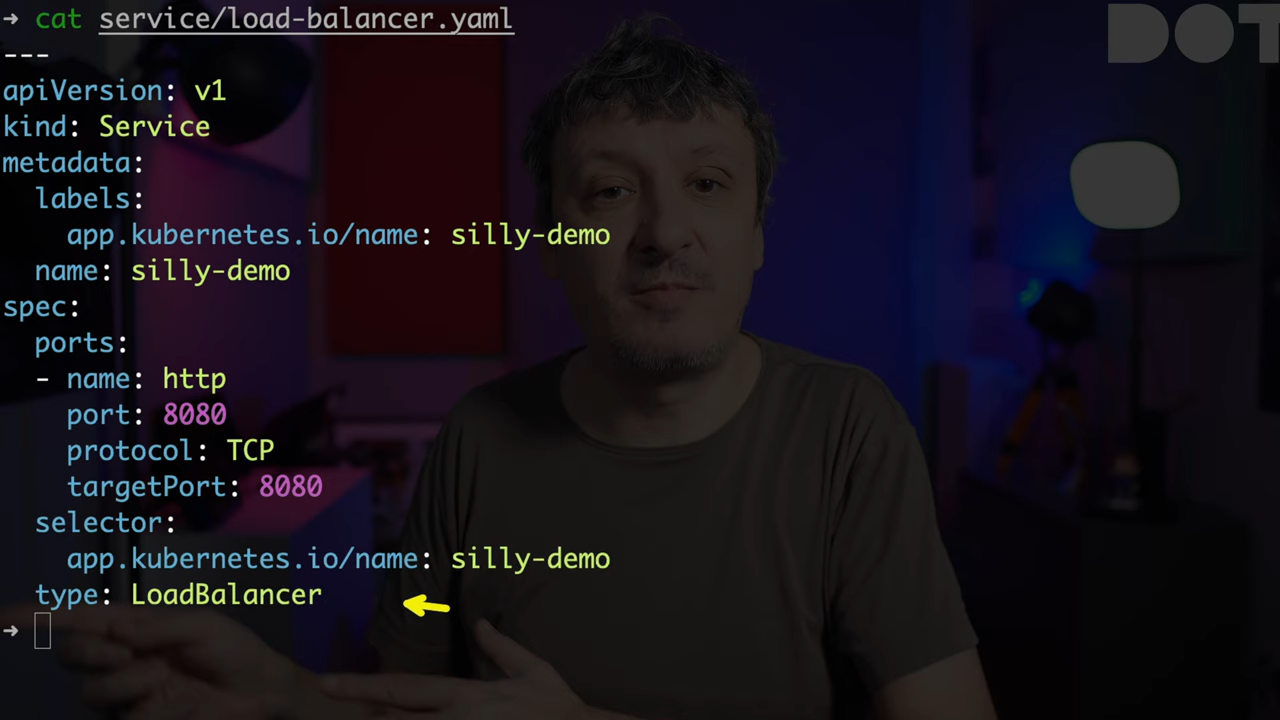 ➜ cat service/load-balancer.yaml
---
apiVersion: v1
kind: Service
metadata:
  labels:
    app.kubernetes.io/name: silly-demo
  name: silly-demo
spec:
  ports:
  - name: http
    port: 8080
    protocol: TCP
    targetPort: 8080
  selector:
    app.kubernetes.io/name: silly-demo
  type: LoadBalancer
➜
DOT